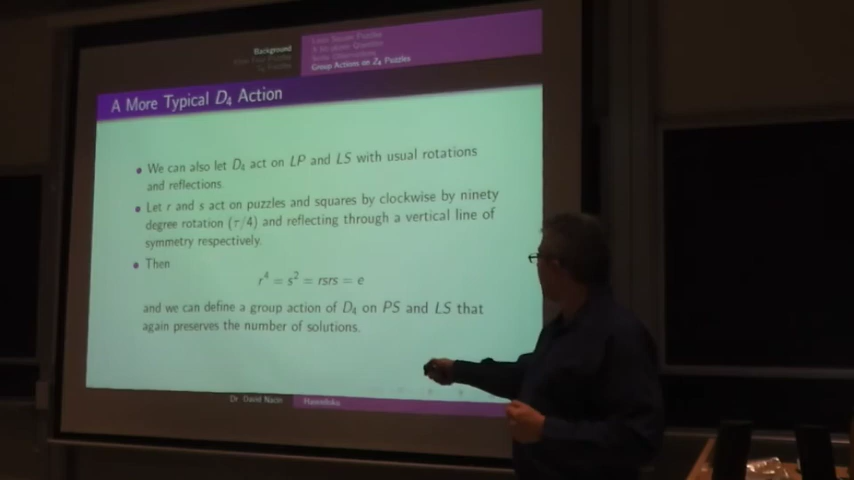 Background
Group Actions on Z₄ Puzzles
A More Typical D₄ Action
We can also let D₄ act on LP and LS with usual rotations
and reflections.
Let r and s act on puzzles and squares by clockwise by ninety
degree rotation (τ/4) and reflecting through a vertical line of
symmetry respectively.
Then
r⁴ = s² = rsrs = e
and we can define a group action of D₄ on PS and LS that
again preserves the number of solutions.
Dr. David Nacin